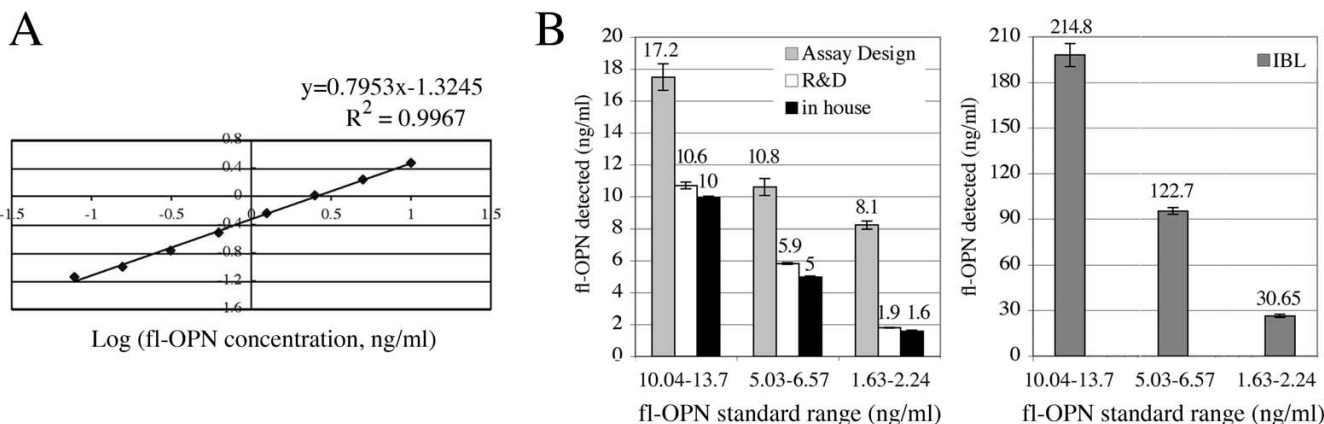 A
y=0.7953x-1.3245
R² = 0.9967
0.8
0.4
0
-1.5 -1 -0.5 0 0.5 1 1.5
-0.4
-0.8
-1.2
1.6
Log (fl-OPN concentration, ng/ml)
B
fl-OPN detected (ng/ml)
20
18
16
14
12
10
8
6
4
2
0
Assay Design
R&D
in house
17.2
10.6
10
10.8
5.9
5
8.1
1.9
1.6
10.04-13.7 5.03-6.57 1.63-2.24
fl-OPN standard range (ng/ml)
fl-OPN detected (ng/ml)
210
180
150
120
90
60
30
0
IBL
214.8
122.7
30.65
10.04-13.7 5.03-6.57 1.63-2.24
fl-OPN standard range (ng/ml)